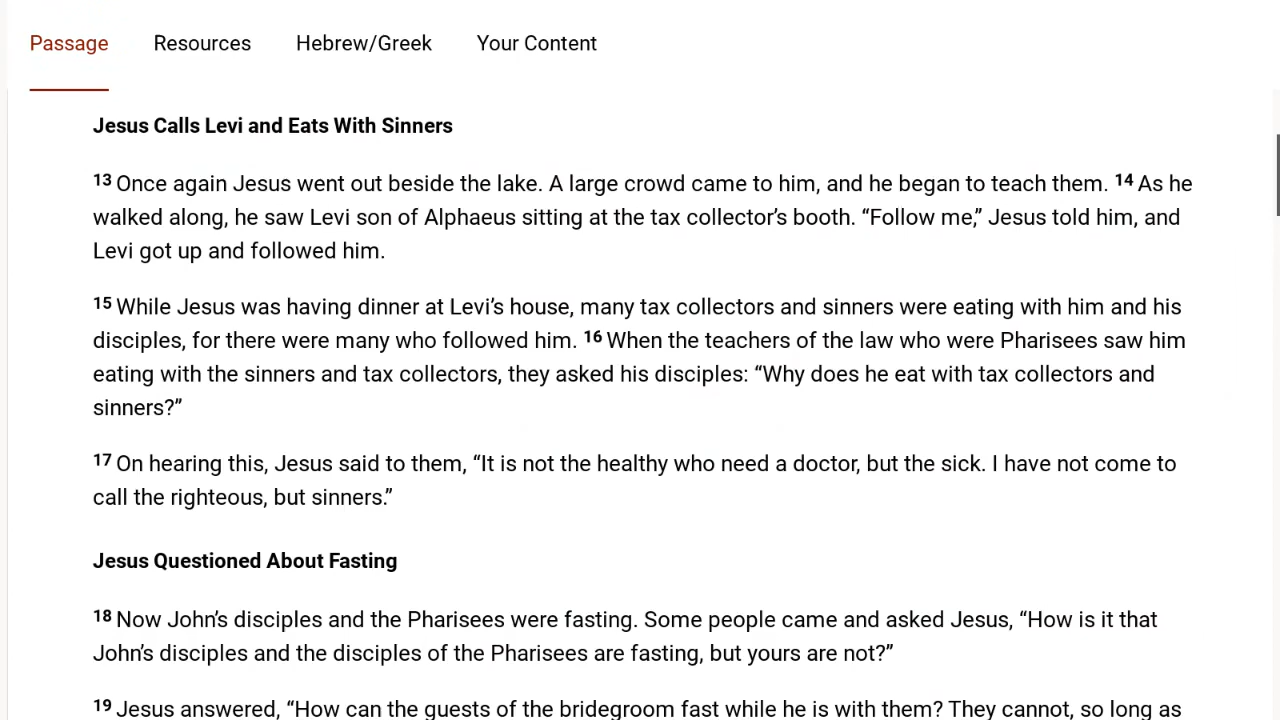 Passage Resources Hebrew/Greek Your Content
Jesus Calls Levi and Eats With Sinners
13 Once again Jesus went out beside the lake. A large crowd came to him, and he began to teach them. 14 As he
walked along, he saw Levi son of Alphaeus sitting at the tax collector’s booth. “Follow me,” Jesus told him, and
Levi got up and followed him.
15 While Jesus was having dinner at Levi’s house, many tax collectors and sinners were eating with him and his
disciples, for there were many who followed him. 16 When the teachers of the law who were Pharisees saw him
eating with the sinners and tax collectors, they asked his disciples: “Why does he eat with tax collectors and
sinners?”
17 On hearing this, Jesus said to them, “It is not the healthy who need a doctor, but the sick. I have not come to
call the righteous, but sinners.”
Jesus Questioned About Fasting
18 Now John’s disciples and the Pharisees were fasting. Some people came and asked Jesus, “How is it that
John’s disciples and the disciples of the Pharisees are fasting, but yours are not?”
19 Jesus answered, “How can the guests of the bridegroom fast while he is with them? They cannot, so long as